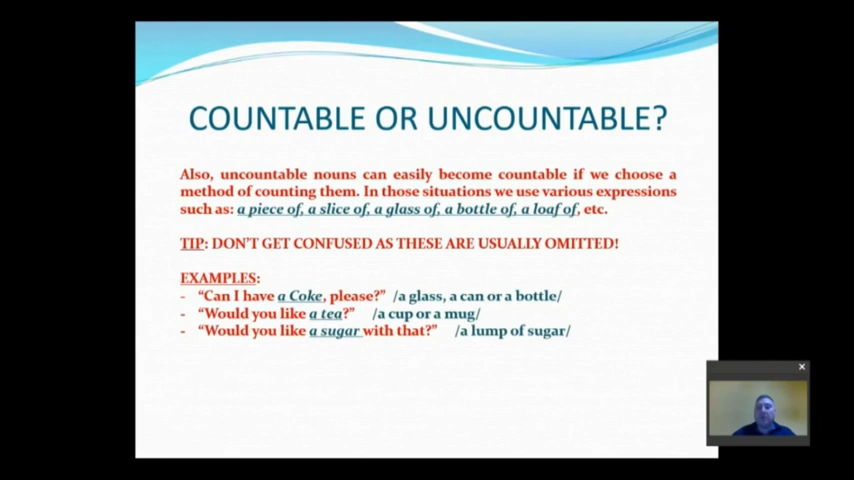 COUNTABLE OR UNCOUNTABLE?
Also, uncountable nouns can easily become countable if we choose a
method of counting them. In those situations we use various expressions
such as: a piece of, a slice of, a glass of, a bottle of, a loaf of, etc.
TIP: DON'T GET CONFUSED AS THESE ARE USUALLY OMITTED!
EXAMPLES:
- "Can I have a Coke, please?" /a glass, a can or a bottle/
- "Would you like a tea?" /a cup or a mug/
- "Would you like a sugar with that?" /a lump of sugar/